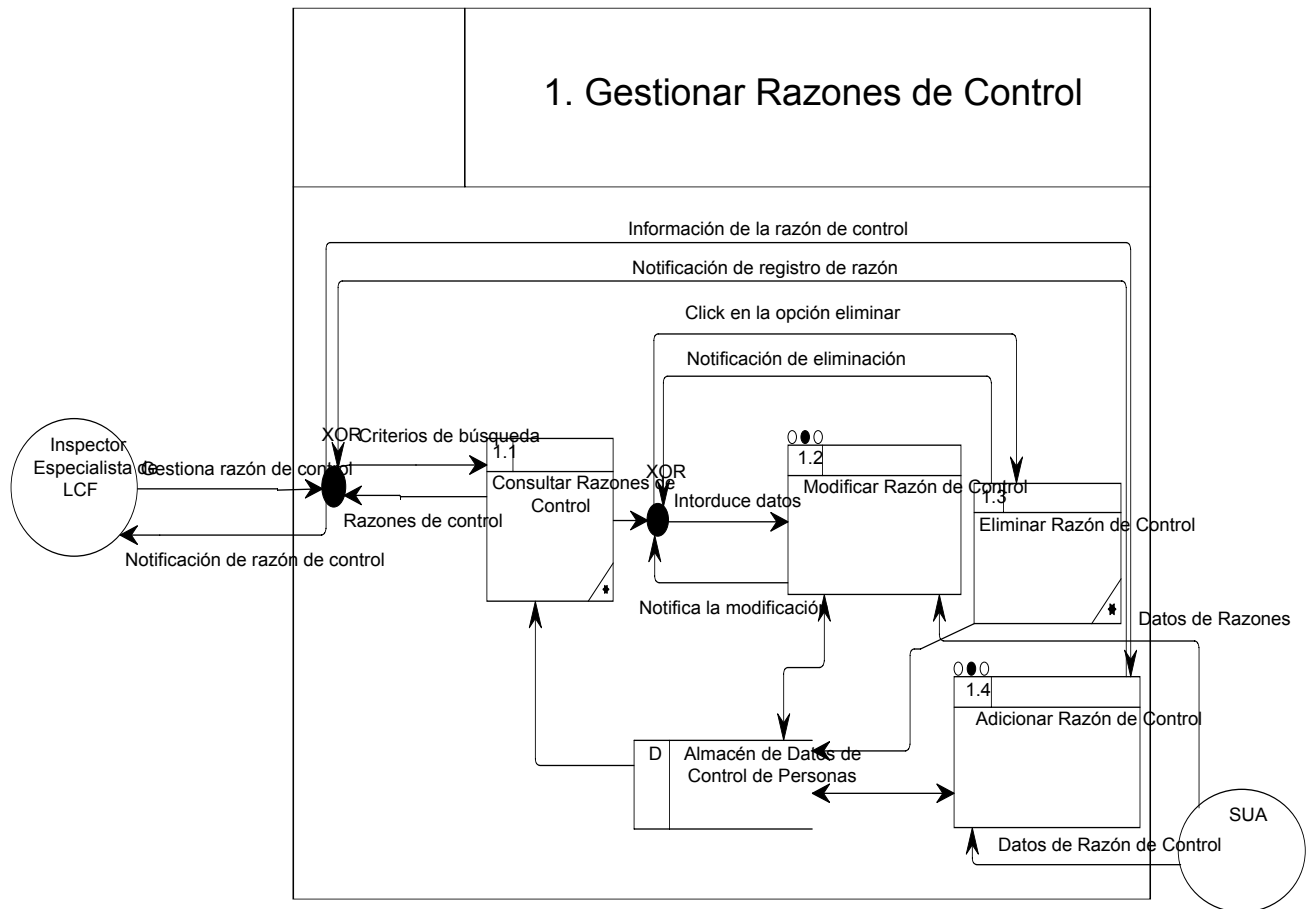 1. Gestionar Razones de Control
Información de la razón de control
Notificación de registro de razón
Click en la opción eliminar
Notificación de eliminación
XOR
Criterios de búsqueda
Inspector
Especialista de
LCF
Gestiona razón de control
Notificación de razón de control
Razones de control
1.1
Consultar Razones de
Control
XOR
Intorduce datos
Notifica la modificación
1.2
Modificar Razón de Control
1.3
Eliminar Razón de Control
Datos de Razones
1.4
Adicionar Razón de Control
D
Almacén de Datos de
Control de Personas
SUA
Datos de Razón de Control